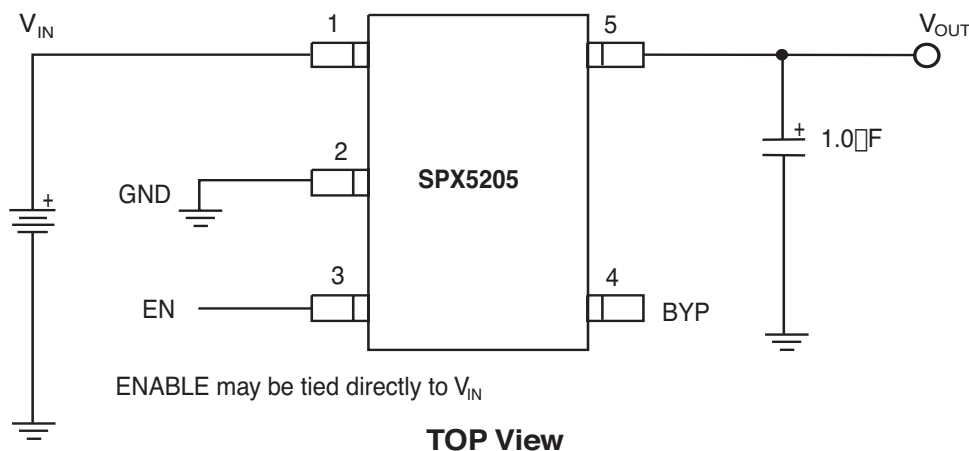 V_IN
1
5
V_OUT
+
1.0▯F
2
GND
SPX5205
+
3
4
EN
BYP
ENABLE may be tied directly to V_IN
TOP View